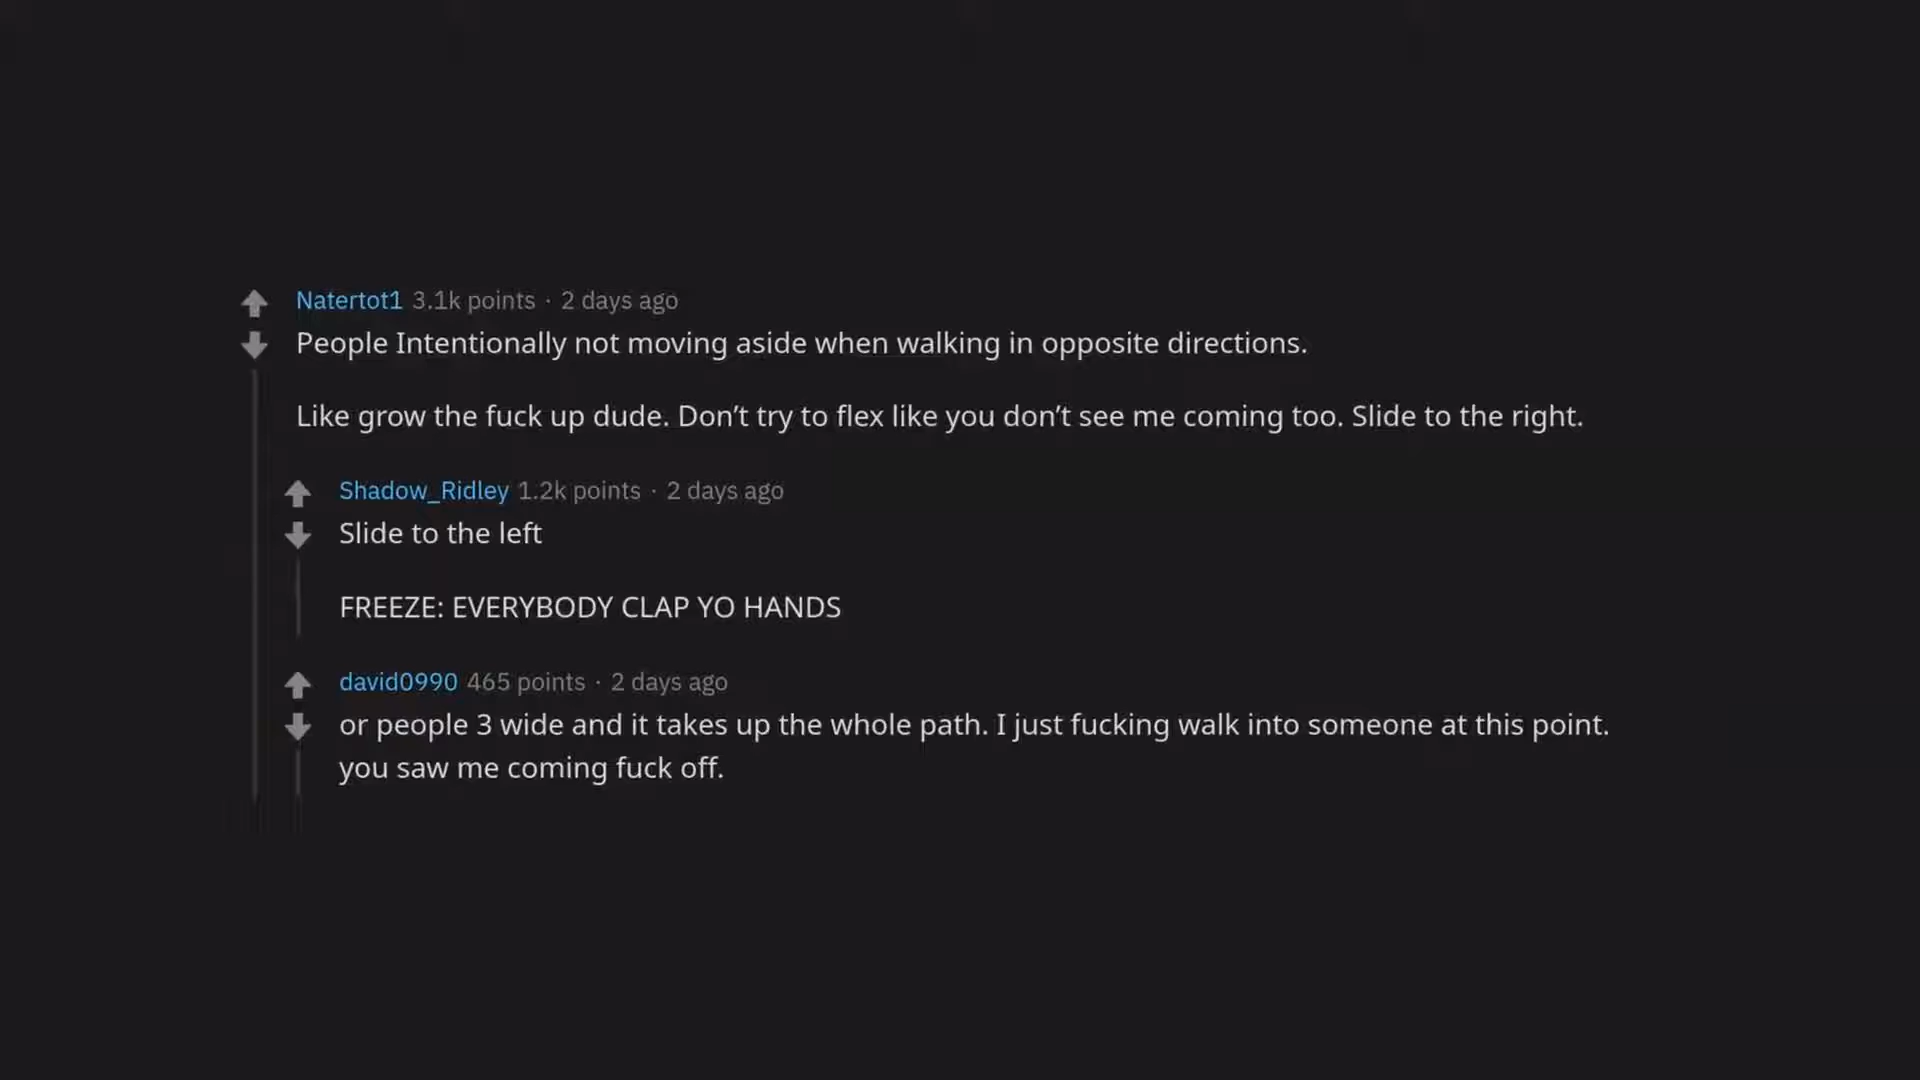 Natertot1 3.1k points · 2 days ago
People Intentionally not moving aside when walking in opposite directions.
Like grow the fuck up dude. Don’t try to flex like you don’t see me coming too. Slide to the right.
Shadow_Ridley 1.2k points · 2 days ago
Slide to the left
FREEZE: EVERYBODY CLAP YO HANDS
david0990 465 points · 2 days ago
or people 3 wide and it takes up the whole path. I just fucking walk into someone at this point.
you saw me coming fuck off.